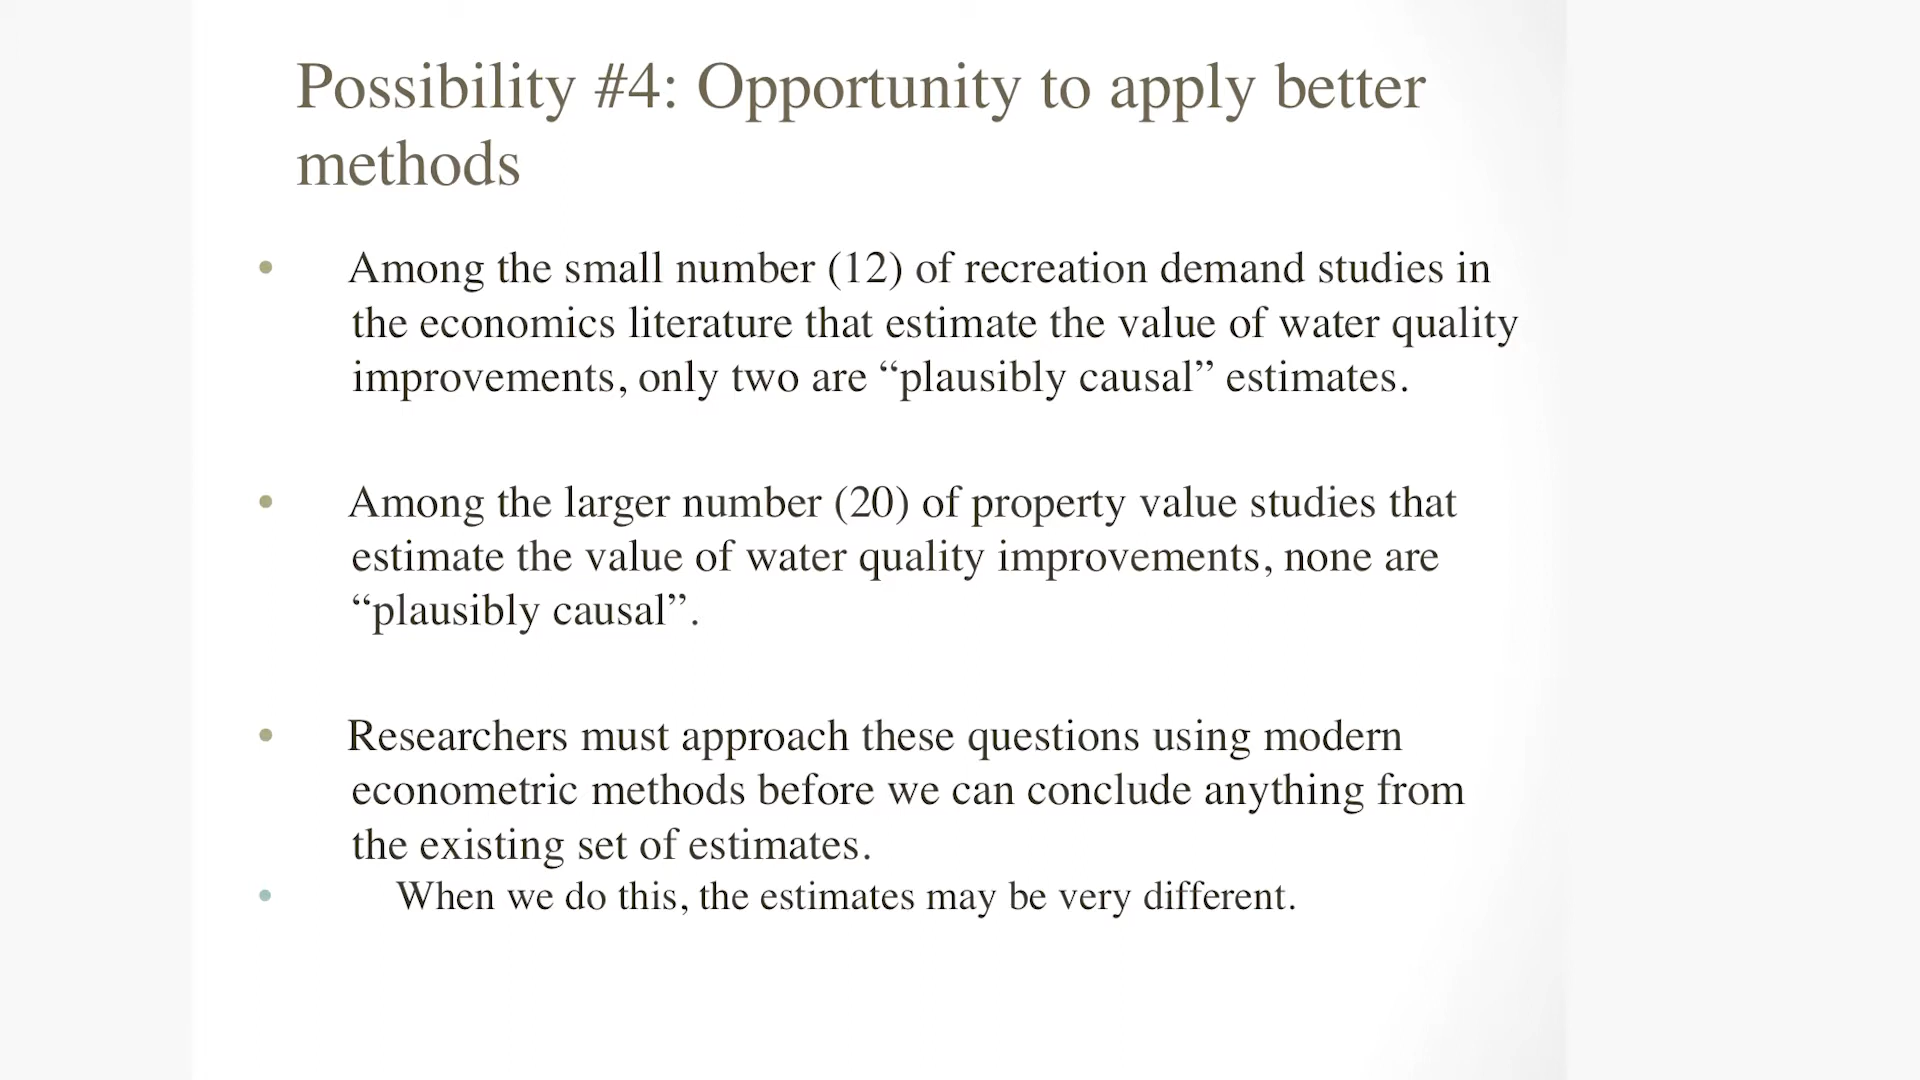 Possibility #4: Opportunity to apply better
methods
• Among the small number (12) of recreation demand studies in
the economics literature that estimate the value of water quality
improvements, only two are “plausibly causal” estimates.
• Among the larger number (20) of property value studies that
estimate the value of water quality improvements, none are
“plausibly causal”.
• Researchers must approach these questions using modern
econometric methods before we can conclude anything from
the existing set of estimates.
• When we do this, the estimates may be very different.